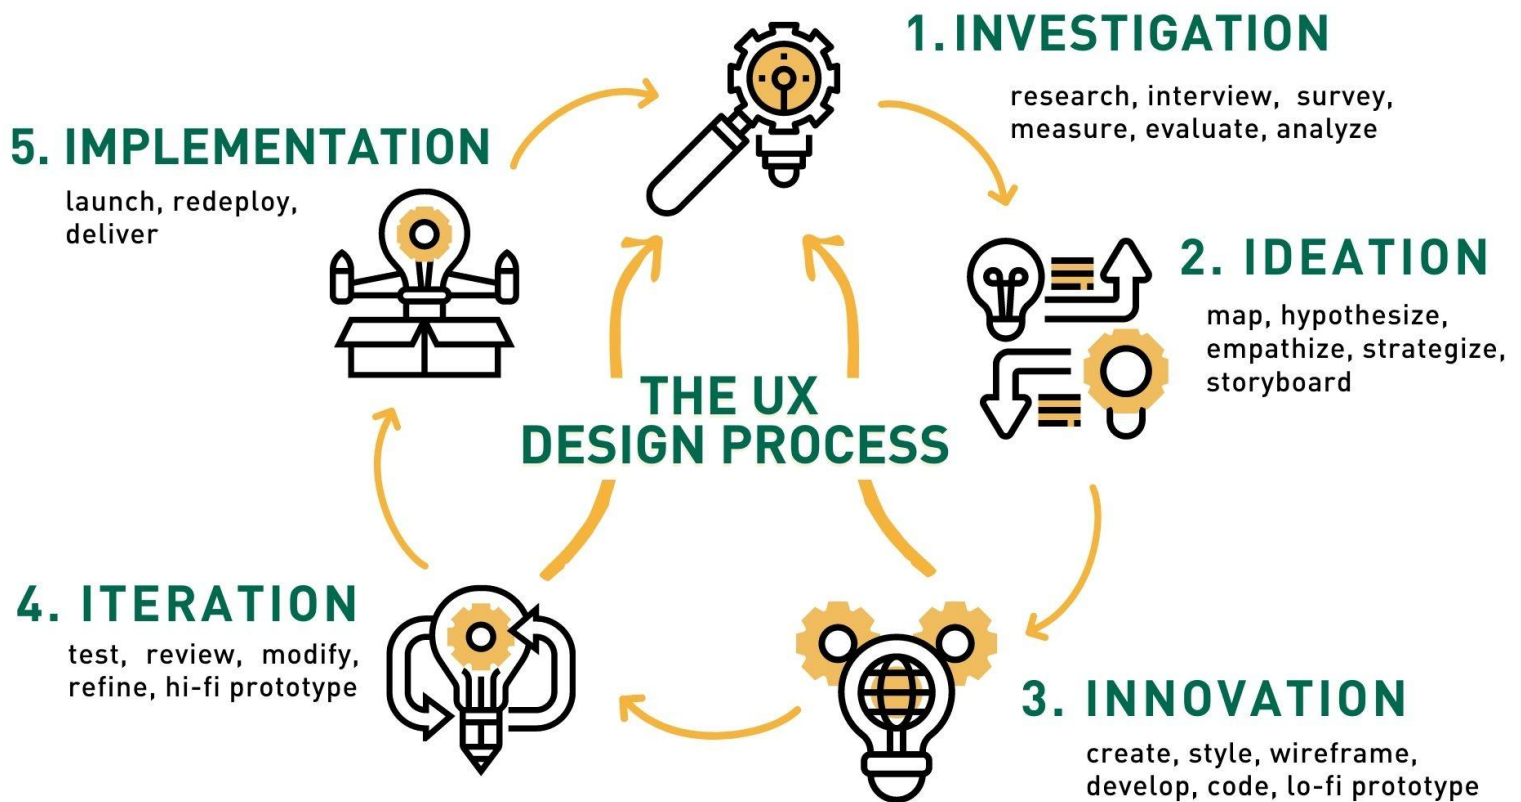 1. INVESTIGATION
research, interview, survey,
measure, evaluate, analyze
2. IDEATION
map, hypothesize,
empathize, strategize,
storyboard
3. INNOVATION
create, style, wireframe,
develop, code, lo-fi prototype
4. ITERATION
test, review, modify,
refine, hi-fi prototype
5. IMPLEMENTATION
launch, redeploy,
deliver
THE UX
DESIGN PROCESS